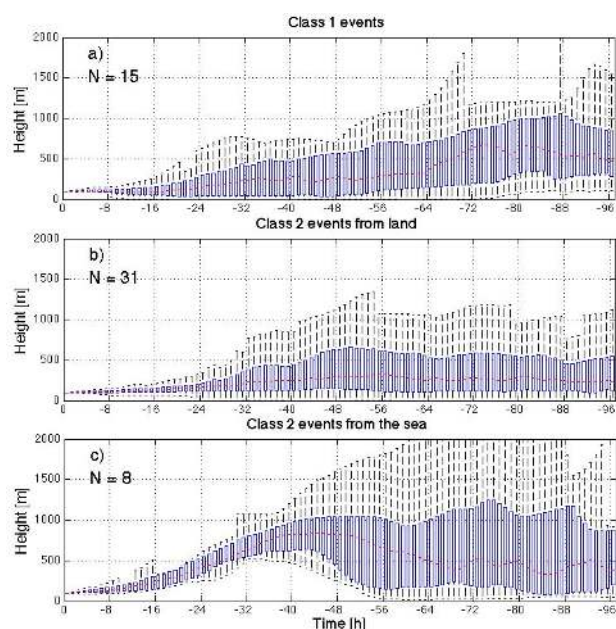 Class 1 events
2000
1500
1000
500
0
Height [m]
a)
N = 15
0 -8 -16 -24 -32 -40 -48 -56 -64 -72 -80 -88 -96
Class 2 events from land
2000
1500
1000
500
0
Height [m]
b)
N = 31
0 -8 -16 -24 -32 -40 -48 -55 -64 -72 -80 -88 -96
Class 2 events from the sea
2000
1500
1000
500
0
Height [m]
c)
N = 8
0 -8 -16 -24 -32 -40 -48 -56 -64 -72 -80 -88 -96
Time [h]